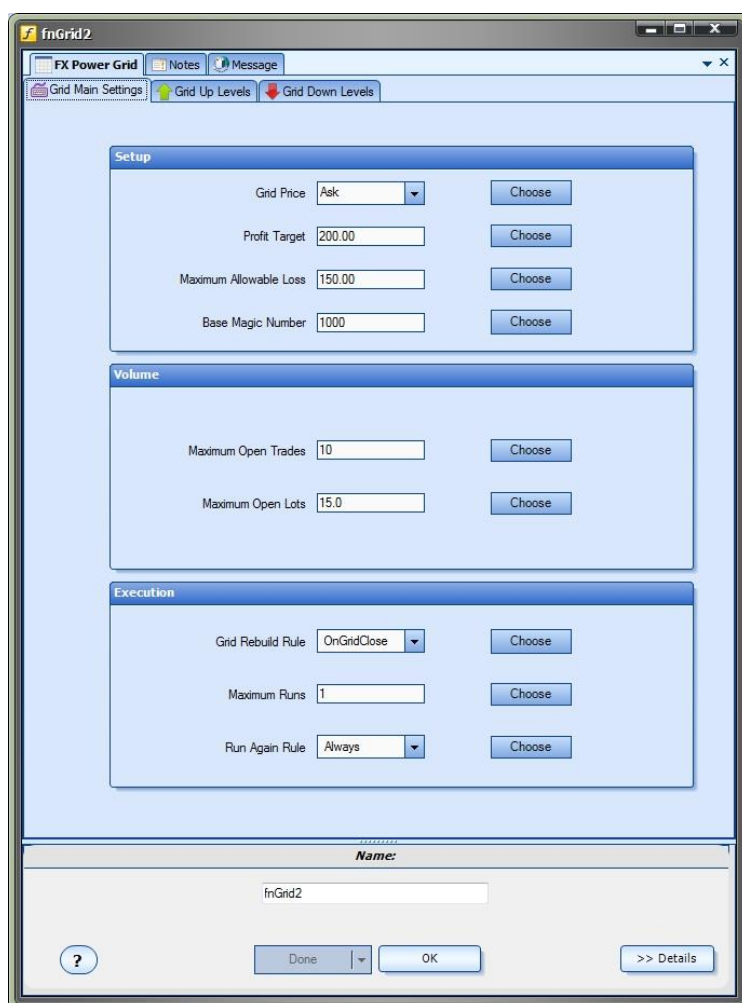 fnGrid2
FX Power Grid Notes Message
Grid Main Settings Grid Up Levels Grid Down Levels
Setup
Grid Price Ask Choose
Profit Target 200.00 Choose
Maximum Allowable Loss 150.00 Choose
Base Magic Number 1000 Choose
Volume
Maximum Open Trades 10 Choose
Maximum Open Lots 15.0 Choose
Execution
Grid Rebuild Rule OnGridClose Choose
Maximum Runs 1 Choose
Run Again Rule Always Choose
Name:
fnGrid2
? Done OK >> Details